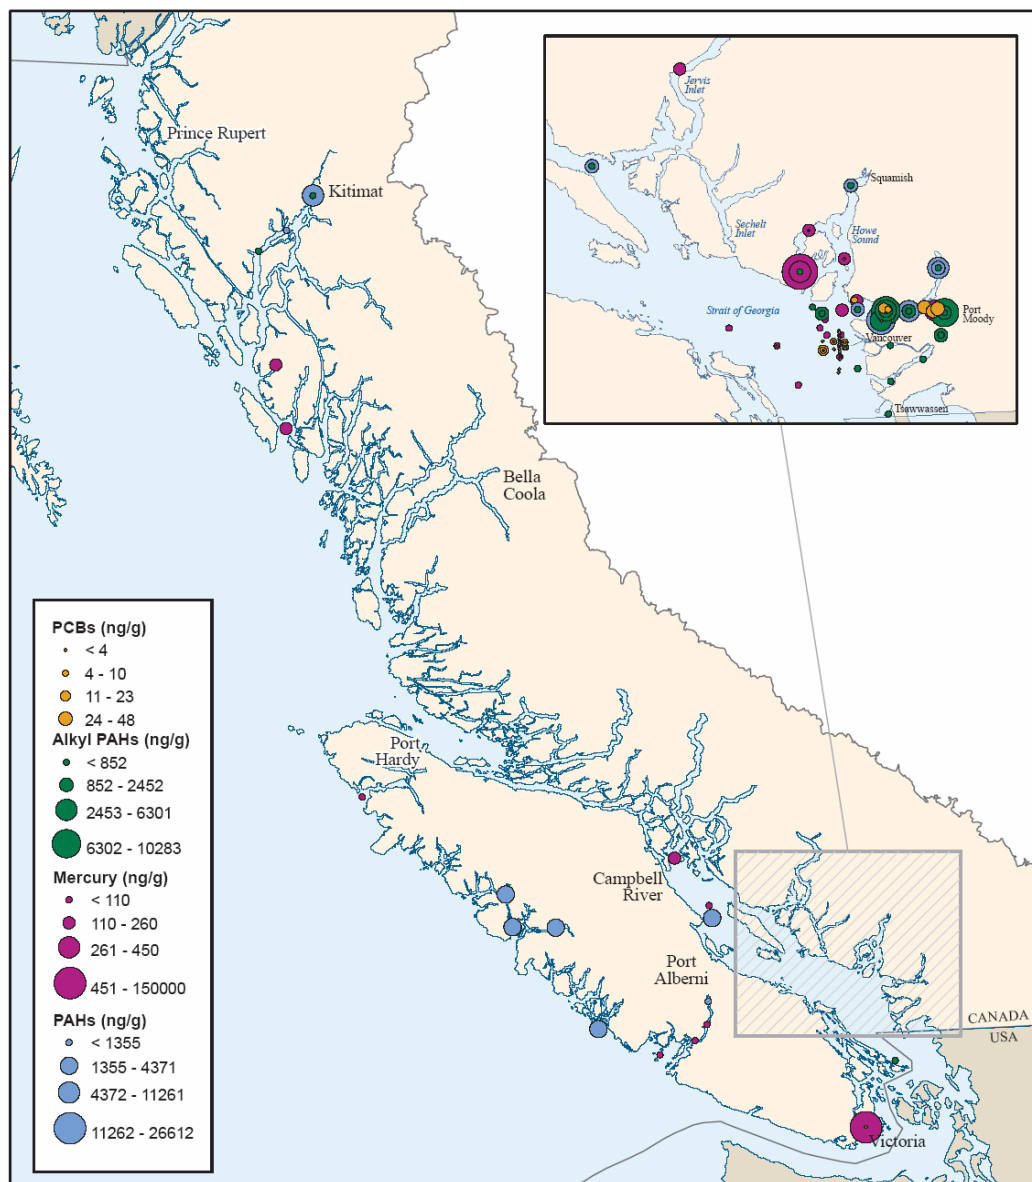 Prince Rupert
Kitimat
Bella
Coola
Port
Hardy
Campbell
River
Port
Alberni
Victoria
CANADA
USA
Jervis
Inlet
Squamish
Sechelt
Inlet
Howe
Sound
Strait of Georgia
Port
Moody
Vancouver
Tsawwassen
PCBs (ng/g)
< 4
4 - 10
11 - 23
24 - 48
Alkyl PAHs (ng/g)
< 852
852 - 2452
2453 - 6301
6302 - 10283
Mercury (ng/g)
< 110
110 - 260
261 - 450
451 - 150000
PAHs (ng/g)
< 1355
1355 - 4371
4372 - 11261
11262 - 26612